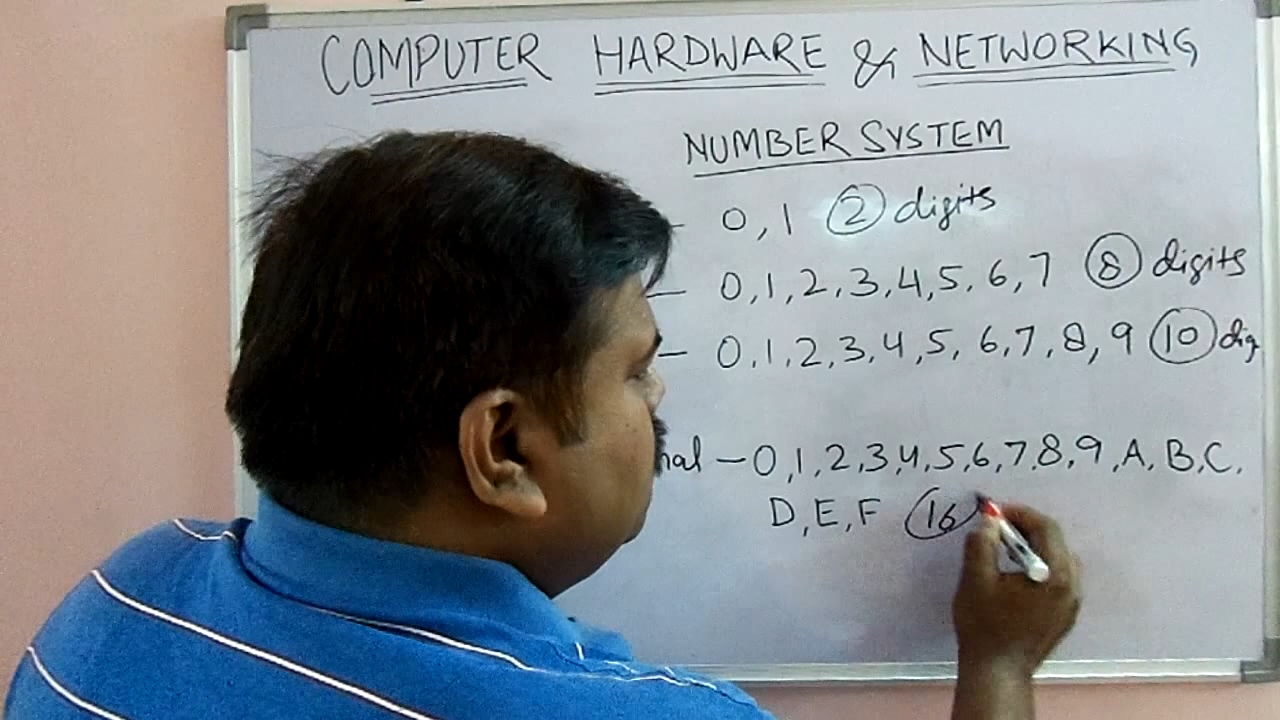 COMPUTER HARDWARE & NETWORKING
NUMBER SYSTEM
- 0, 1 2 digits
- 0,1,2,3,4,5,6,7 8 digits
- 0,1,2,3,4,5,6,7,8,9 10 dig
nal - 0,1,2,3,4,5,6,7,8,9,A,B,C,
D,E,F 16